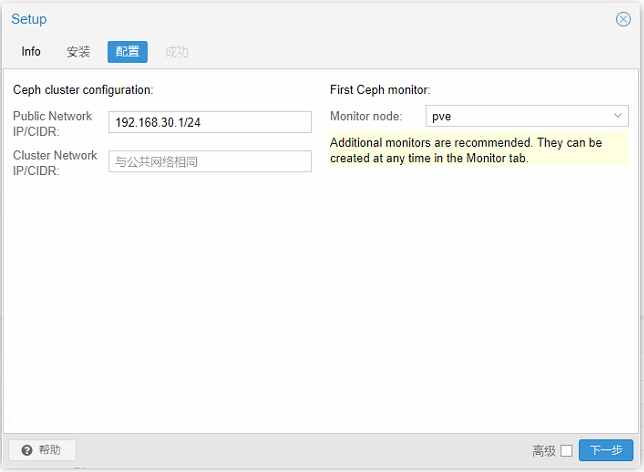 Setup
Info 安装 配置 成功
Ceph cluster configuration:
First Ceph monitor:
Public Network
IP/CIDR:
192.168.30.1/24
Monitor node:
pve
Additional monitors are recommended. They can be
created at any time in the Monitor tab.
Cluster Network
IP/CIDR:
与公共网络相同
帮助
高级
下一步